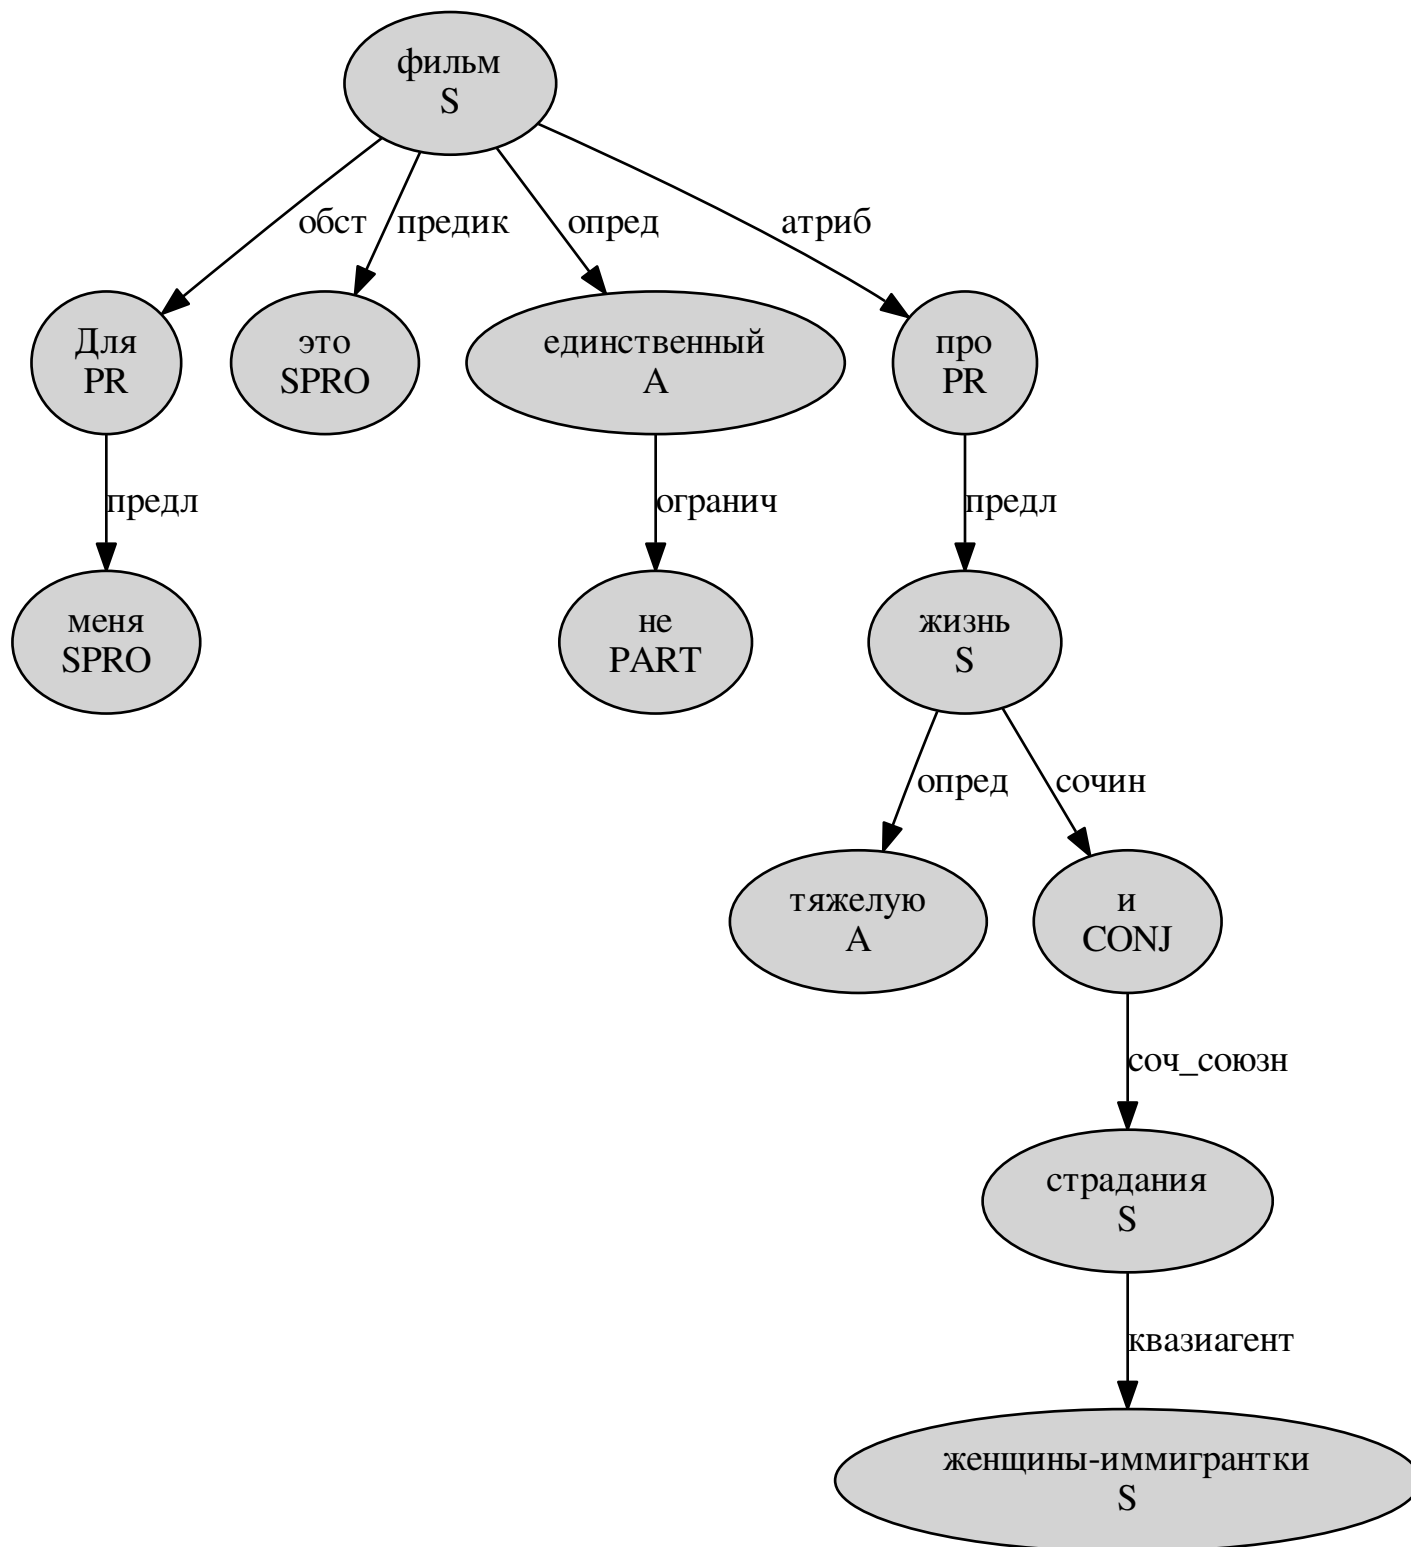 фильм
S
обст
предик
опред
атриб
Для
PR
это
SPRO
единственный
A
про
PR
предл
огранич
предл
меня
SPRO
не
PART
жизнь
S
опред
сочин
тяжелую
A
и
CONJ
соч_союзн
страдания
S
квазиагент
женщины-иммигрантки
S